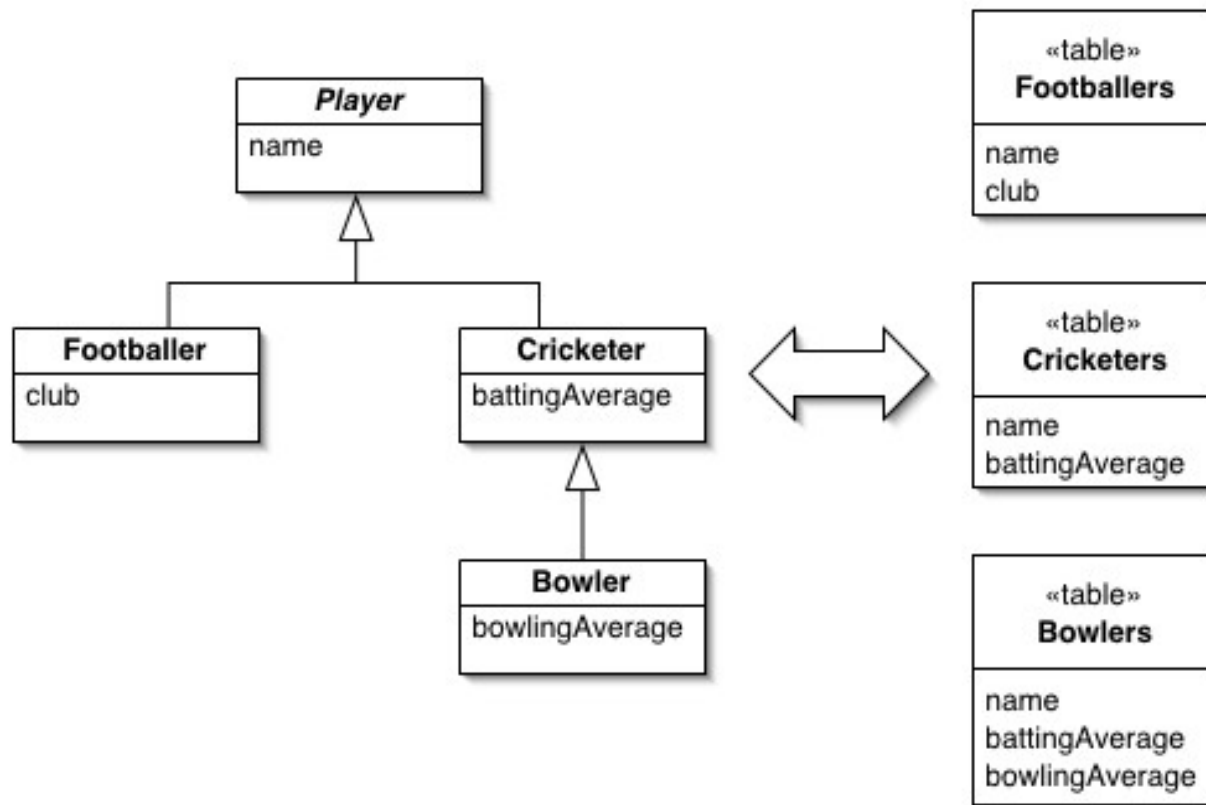 Player
name
Footballer
club
Cricketer
battingAverage
Bowler
bowlingAverage
«table»
Footballers
name
club
«table»
Cricketers
name
battingAverage
«table»
Bowlers
name
battingAverage
bowlingAverage